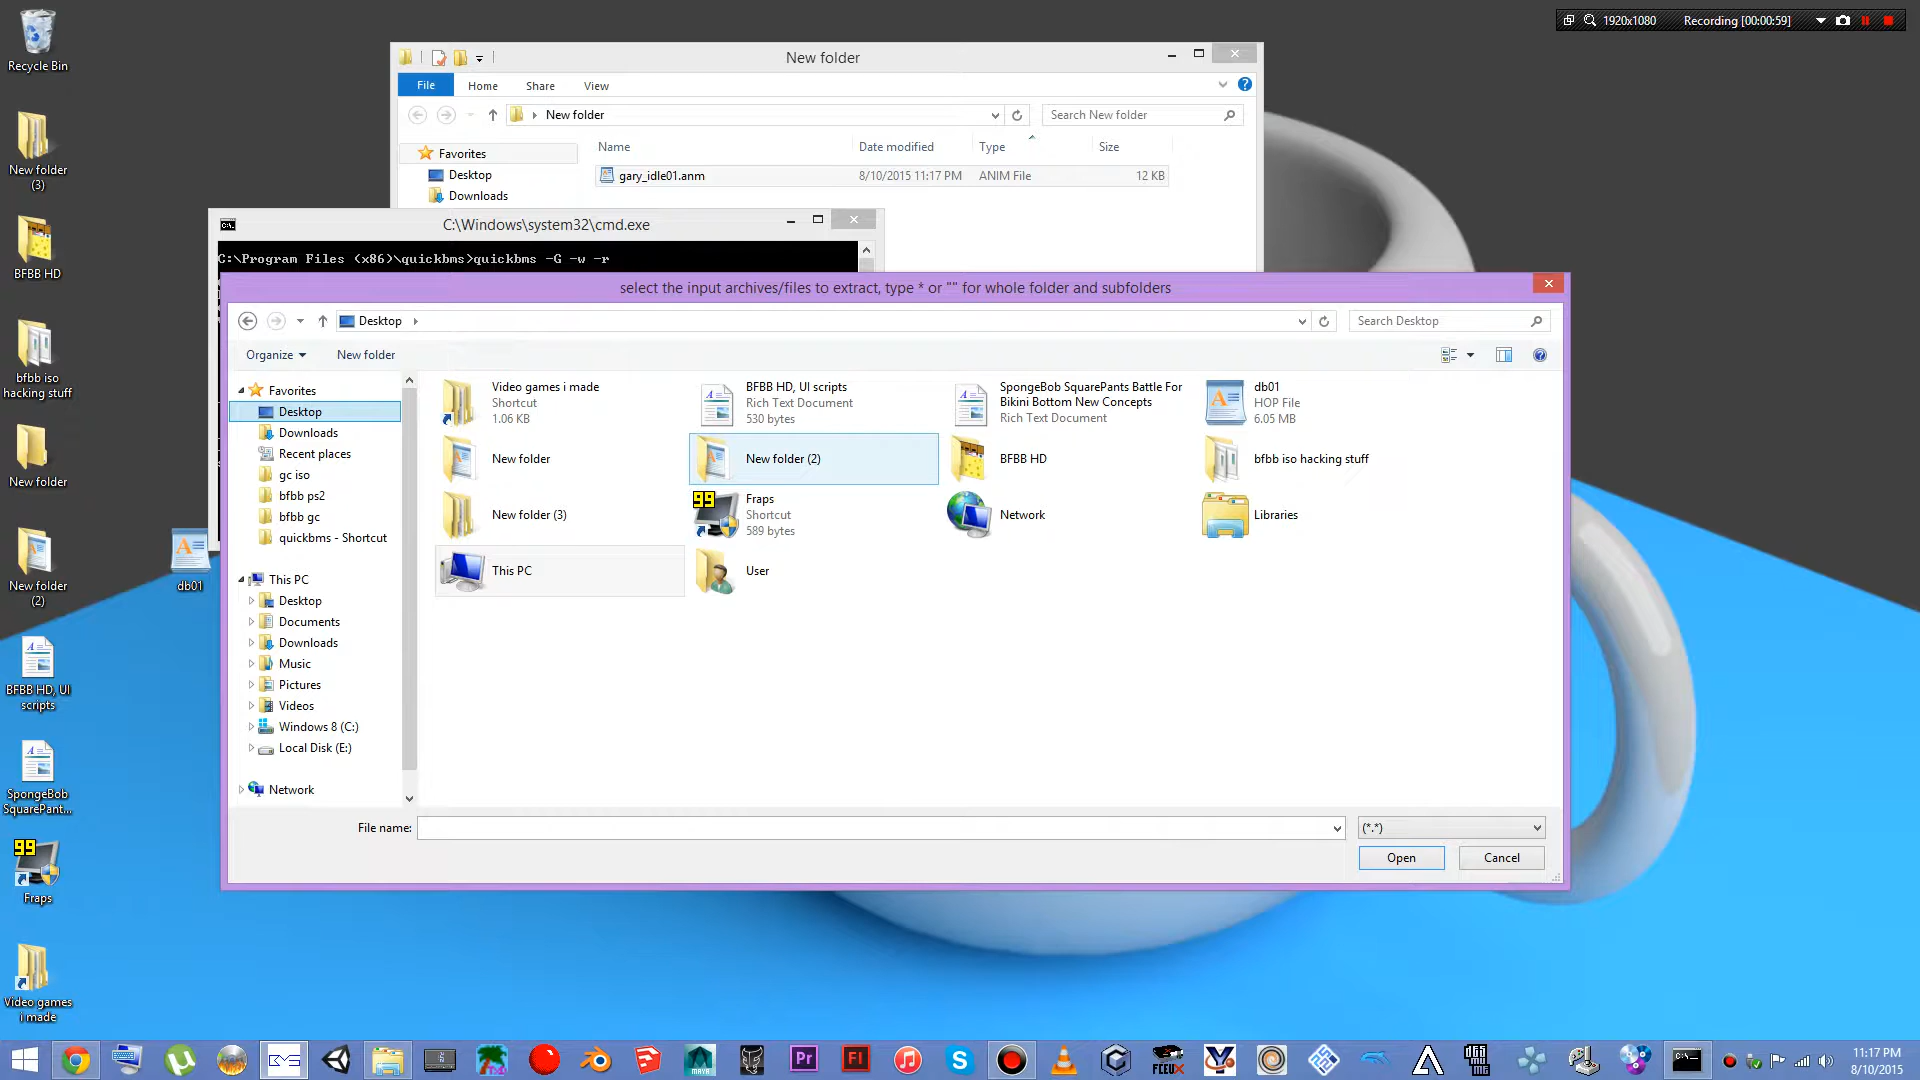 1920x1080
Recording [00:00:59]
Recycle Bin
New folder
(3)
BFBB HD
bfbb iso
hacking stuff
New folder
New folder
(2)
db01
BFBB HD, UI
scripts
SpongeBob
SquarePant...
99
Fraps
Video games
i made
New folder
File
Home
Share
View
New folder
Search New folder
Favorites
Desktop
Downloads
Name
Date modified
Type
Size
gary_idle01.anm
8/10/2015 11:17 PM
ANIM File
12 KB
C:\Windows\system32\cmd.exe
C:\Program Files (x86)\quickbms>quickbms -G -w -r
select the input archives/files to extract, type * or "" for whole folder and subfolders
Desktop
Search Desktop
Organize
New folder
Favorites
Desktop
Downloads
Recent places
gc iso
bfbb ps2
bfbb gc
quickbms - Shortcut
This PC
Desktop
Documents
Downloads
Music
Pictures
Videos
Windows 8 (C:)
Local Disk (E:)
Network
Video games i made
Shortcut
1.06 KB
BFBB HD, UI scripts
Rich Text Document
530 bytes
SpongeBob SquarePants Battle For
Bikini Bottom New Concepts
Rich Text Document
db01
HOP File
6.05 MB
New folder
New folder (2)
BFBB HD
bfbb iso hacking stuff
New folder (3)
99
Fraps
Shortcut
589 bytes
Network
Libraries
This PC
User
File name:
(*.*)
Open
Cancel
MAYA
Pr
Fl
FCEUX
11:17 PM
8/10/2015